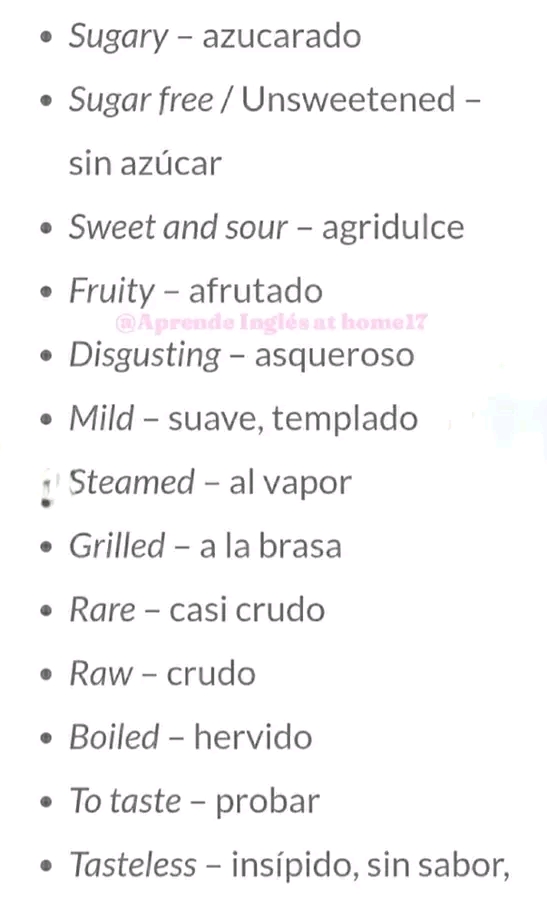 • Sugary – azucarado
• Sugar free / Unsweetened –
sin azúcar
• Sweet and sour – agridulce
• Fruity – afrutado
@Aprende Inglés at home17
• Disgusting – asqueroso
• Mild – suave, templado
Steamed – al vapor
• Grilled – a la brasa
• Rare – casi crudo
• Raw – crudo
• Boiled – hervido
• To taste – probar
• Tasteless – insípido, sin sabor,